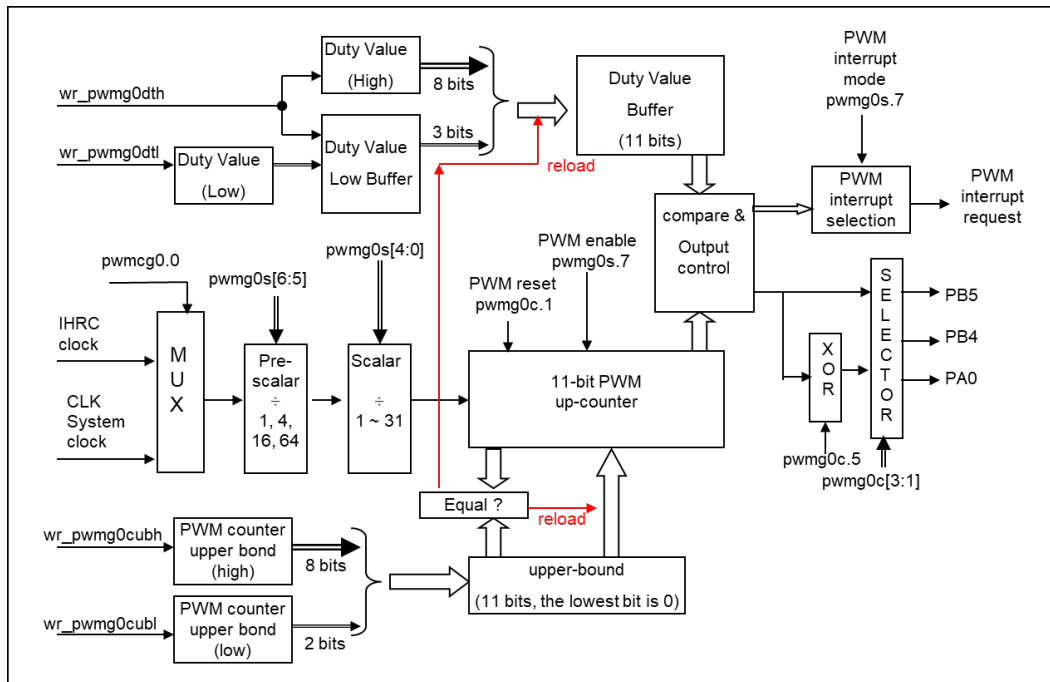 wr_pwmg0dth
wr_pwmg0dtl
Duty Value
(High)
8 bits
Duty Value
(Low)
Duty Value
Low Buffer
3 bits
reload
Duty Value
Buffer
(11 bits)
PWM
interrupt
mode
pwmg0s.7
PWM
interrupt
selection
PWM
interrupt
request
compare &
Output
control
pwmcg0.0
IHRC
clock
CLK
System
clock
MUX
pwmg0s[6:5]
Pre-
scalar
÷
1, 4,
16, 64
pwmg0s[4:0]
Scalar
÷
1 ~ 31
PWM reset
pwmg0c.1
PWM enable
pwmg0s.7
11-bit PWM
up-counter
XOR
pwmg0c.5
SELECTOR
pwmg0c[3:1]
PB5
PB4
PA0
Equal ?
reload
wr_pwmg0cubh
PWM counter
upper bond
(high)
8 bits
wr_pwmg0cubl
PWM counter
upper bond
(low)
2 bits
upper-bound
(11 bits, the lowest bit is 0)